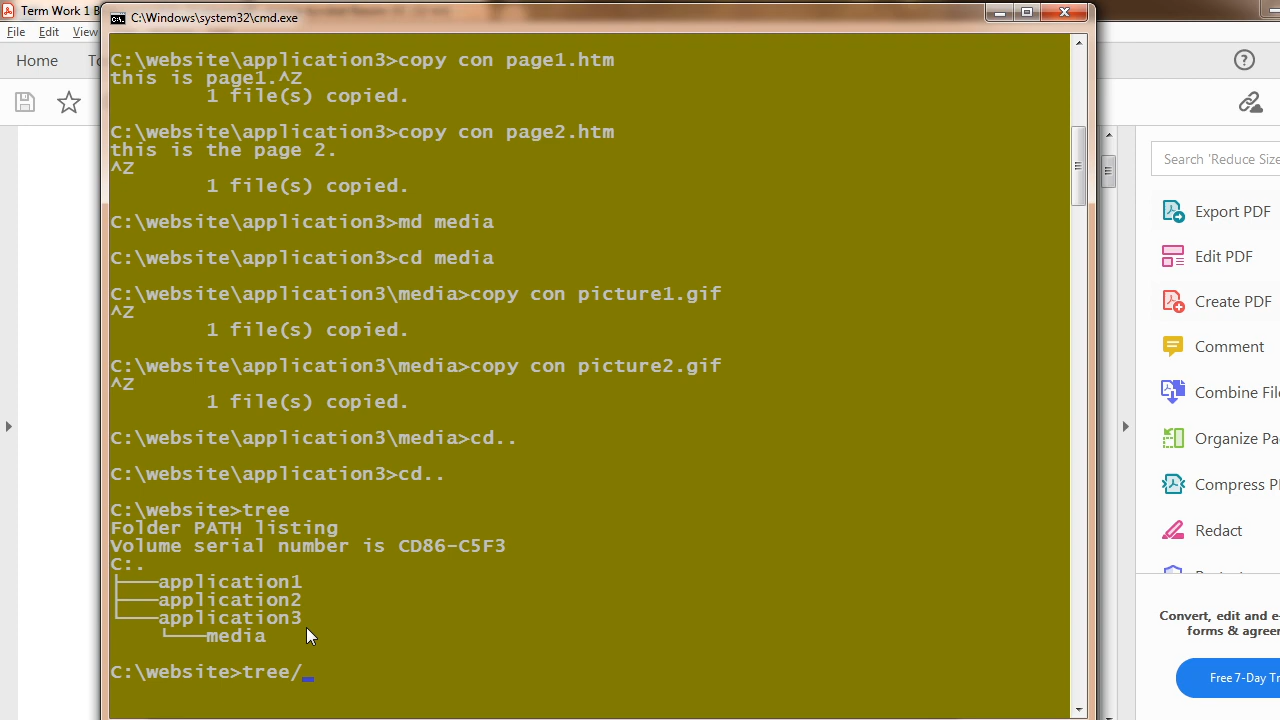 Term Work 1 B
C:\Windows\system32\cmd.exe
File Edit View
Home To
C:\website\application3>copy con page1.htm
this is page1.^Z
1 file(s) copied.
C:\website\application3>copy con page2.htm
this is the page 2.
^Z
1 file(s) copied.
C:\website\application3>md media
C:\website\application3>cd media
C:\website\application3\media>copy con picture1.gif
^Z
1 file(s) copied.
C:\website\application3\media>copy con picture2.gif
^Z
1 file(s) copied.
C:\website\application3\media>cd..
C:\website\application3>cd..
C:\website>tree
Folder PATH listing
Volume serial number is CD86-C5F3
C:.
├───application1
├───application2
└───application3
    └───media
C:\website>tree/_
Search 'Reduce Size
Export PDF
Edit PDF
Create PDF
Comment
Combine File
Organize Pa
Compress P
Redact
Convert, edit and e-
forms & agreer
Free 7-Day Tr